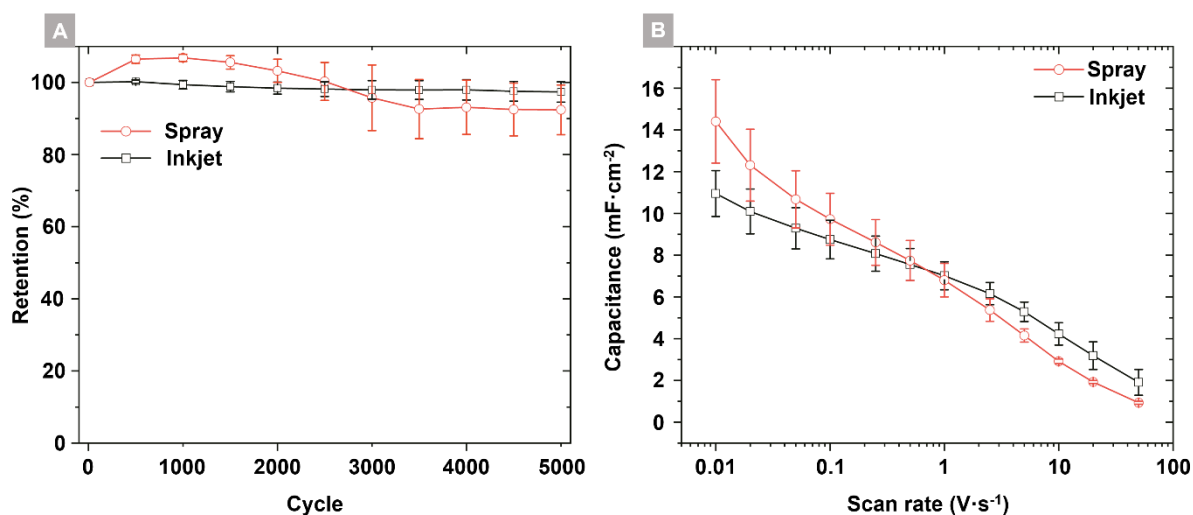 A
100
80
60
40
20
0
Retention (%)
Spray
Inkjet
0
1000
2000
3000
4000
5000
Cycle
B
16
14
12
10
8
6
4
2
0
Capacitance (mF·cm⁻²)
Spray
Inkjet
0.01
0.1
1
10
100
Scan rate (V·s⁻¹)